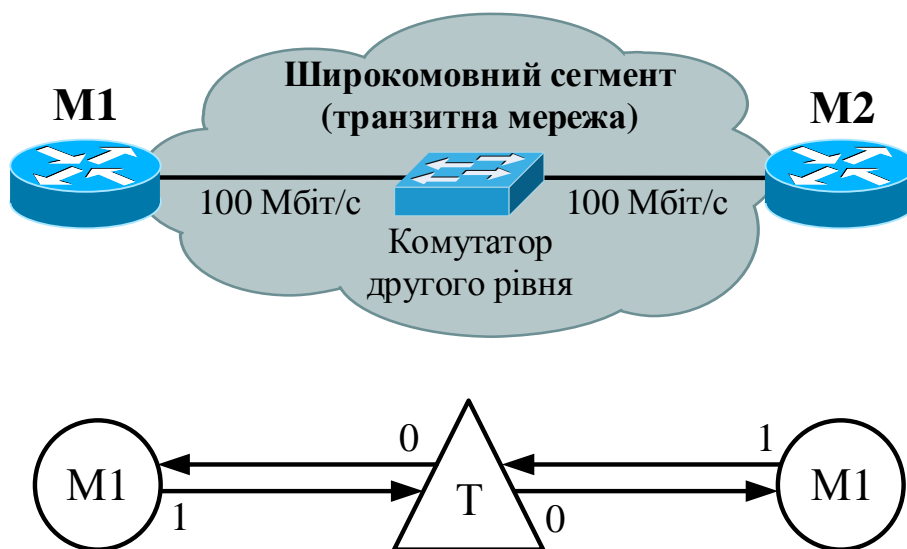 Широкомовний сегмент
(транзитна мережа)
М1
М2
100 Мбіт/с
100 Мбіт/с
Комутатор
другого рівня
0
1
М1
Т
М1
1
0